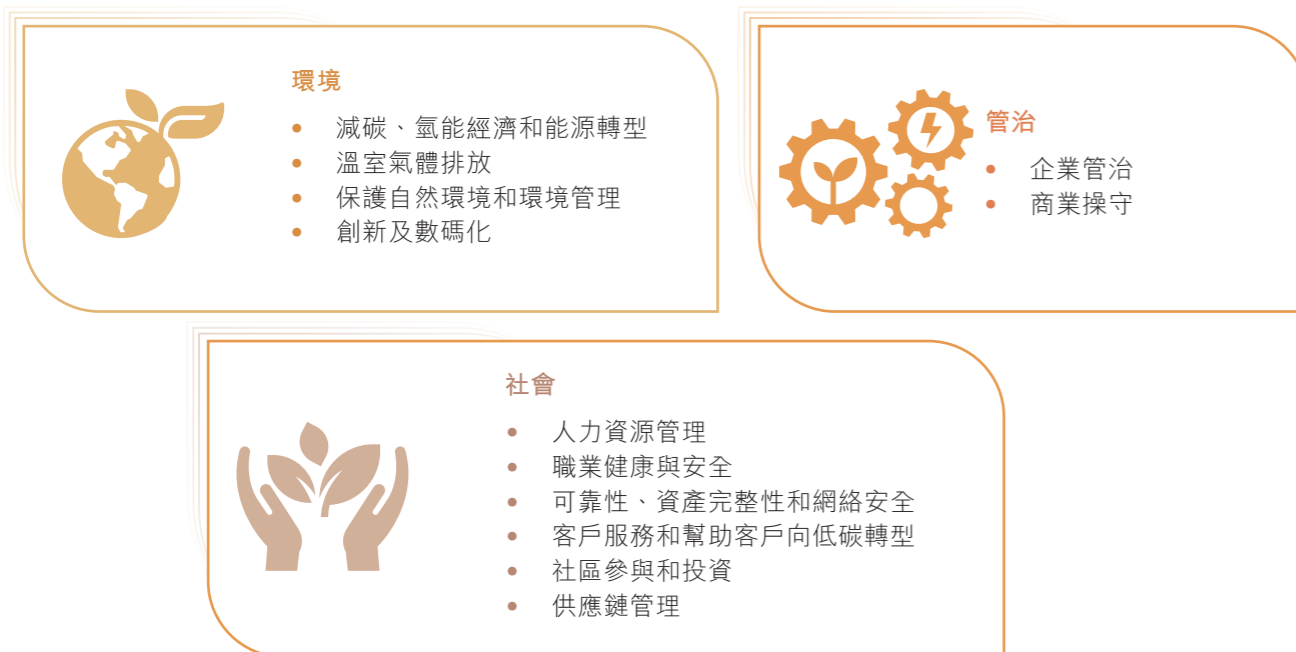 環境
• 減碳、氫能經濟和能源轉型
• 溫室氣體排放
• 保護自然環境和環境管理
• 創新及數碼化
管治
• 企業管治
• 商業操守
社會
• 人力資源管理
• 職業健康與安全
• 可靠性、資產完整性和網絡安全
• 客戶服務和幫助客戶向低碳轉型
• 社區參與和投資
• 供應鏈管理